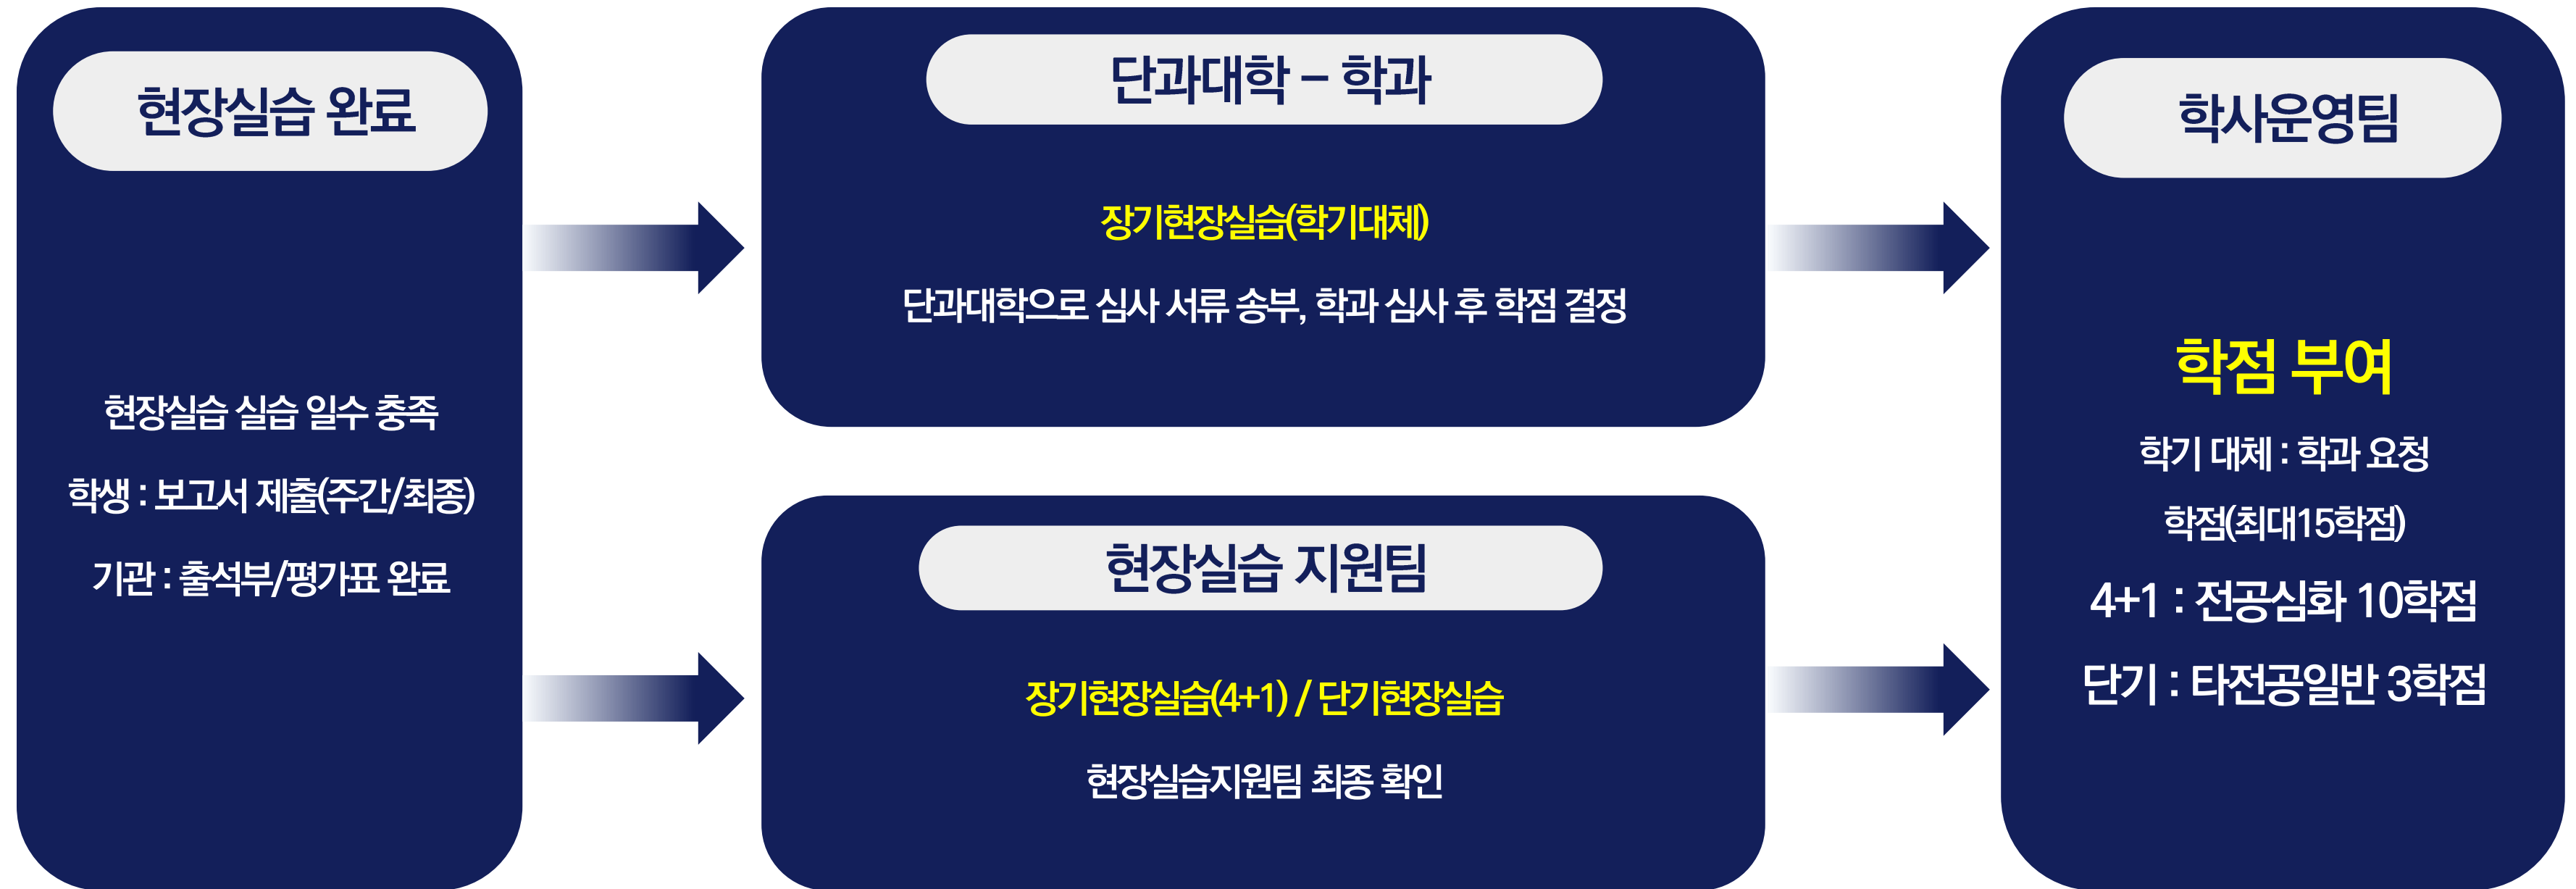 현장실습 완료
현장실습 실습 일수 충족
학생 : 보고서 제출(주간/최종)
기관 : 출석부/평가표 완료
단과대학 – 학과
장기현장실습(학기대체)
단과대학으로 심사 서류 송부, 학과 심사 후 학점 결정
현장실습 지원팀
장기현장실습(4+1) / 단기현장실습
현장실습지원팀 최종 확인
학사운영팀
학점 부여
학기 대체 : 학과 요청
학점(최대15학점)
4+1 : 전공심화 10학점
단기 : 타전공일반 3학점